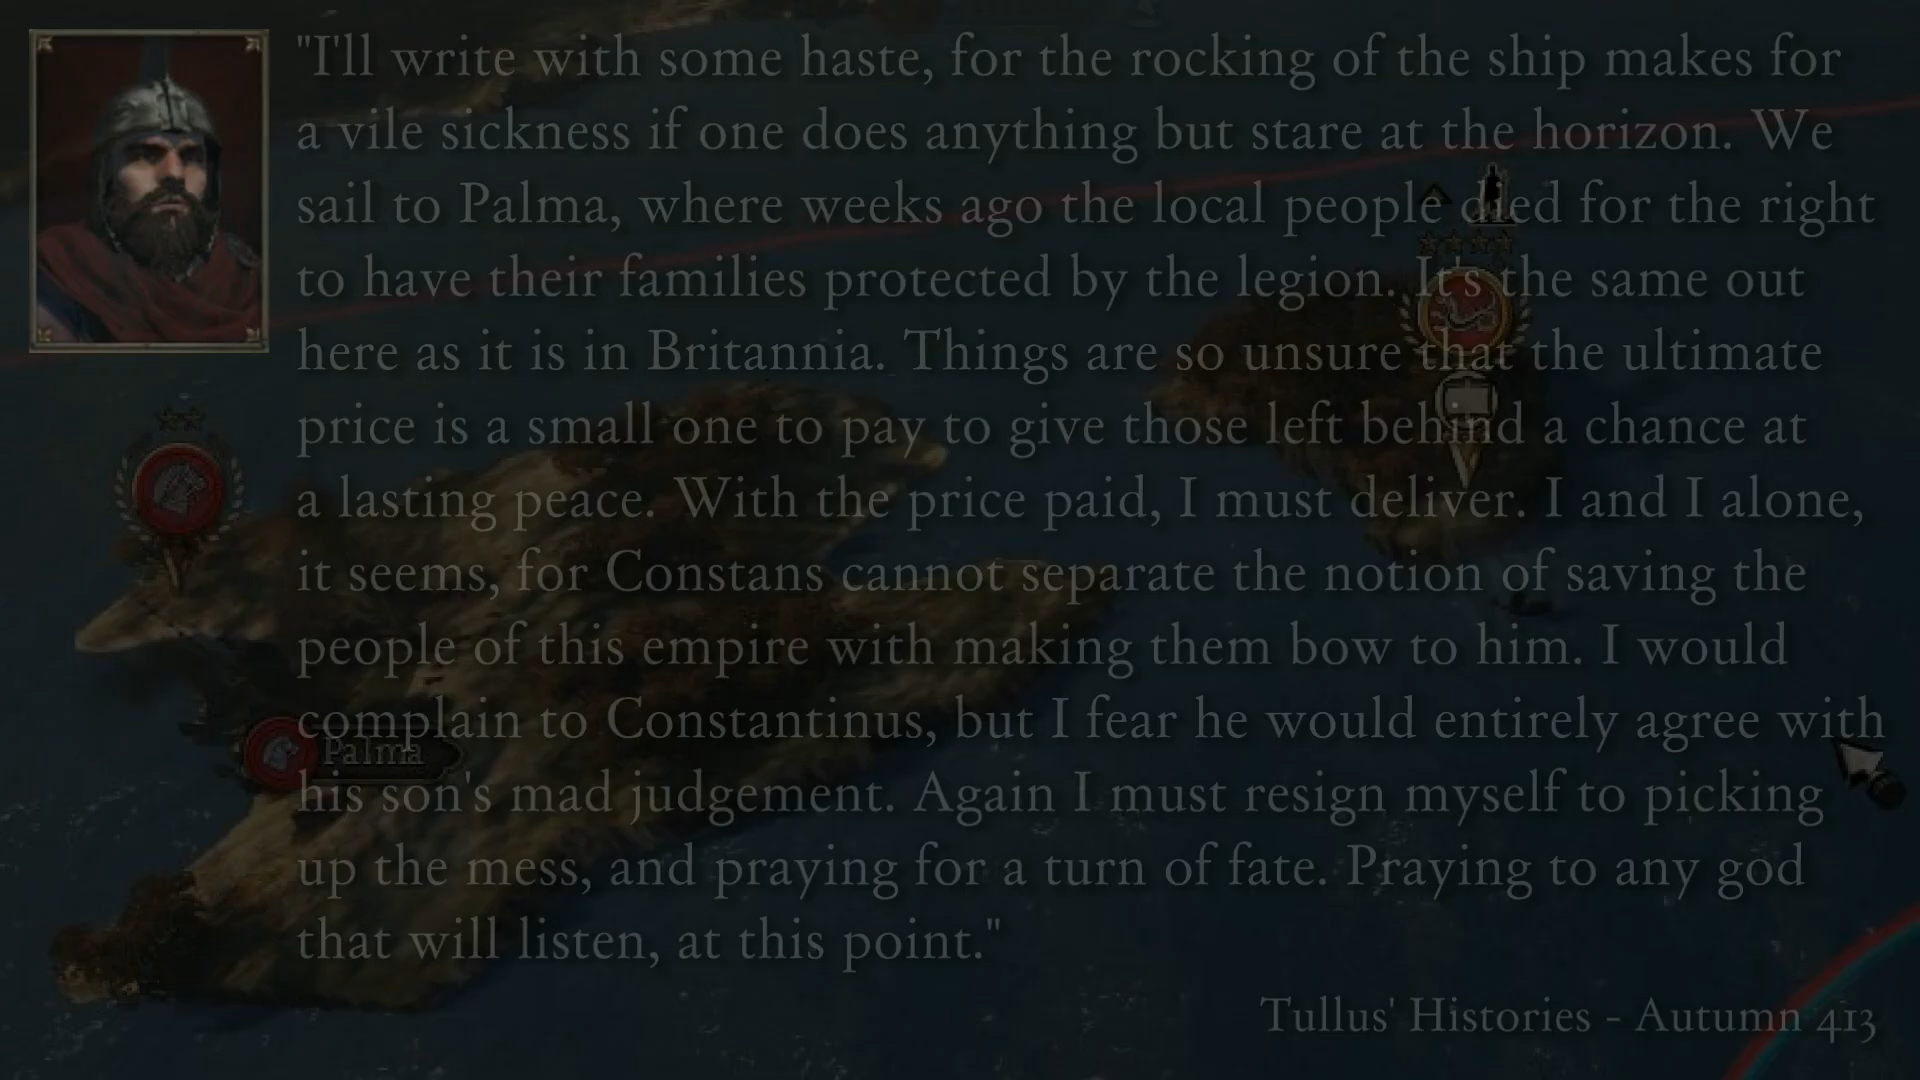 "I'll write with some haste, for the rocking of the ship makes for
a vile sickness if one does anything but stare at the horizon. We
sail to Palma, where weeks ago the local people died for the right
to have their families protected by the legion. It's the same out
here as it is in Britannia. Things are so unsure that the ultimate
price is a small one to pay to give those left behind a chance at
a lasting peace. With the price paid, I must deliver. I and I alone,
it seems, for Constans cannot separate the notion of saving the
people of this empire with making them bow to him. I would
complain to Constantinus, but I fear he would entirely agree with
Palma
his son's mad judgement. Again I must resign myself to picking
up the mess, and praying for a turn of fate. Praying to any god
that will listen, at this point."
Tullus' Histories - Autumn 413